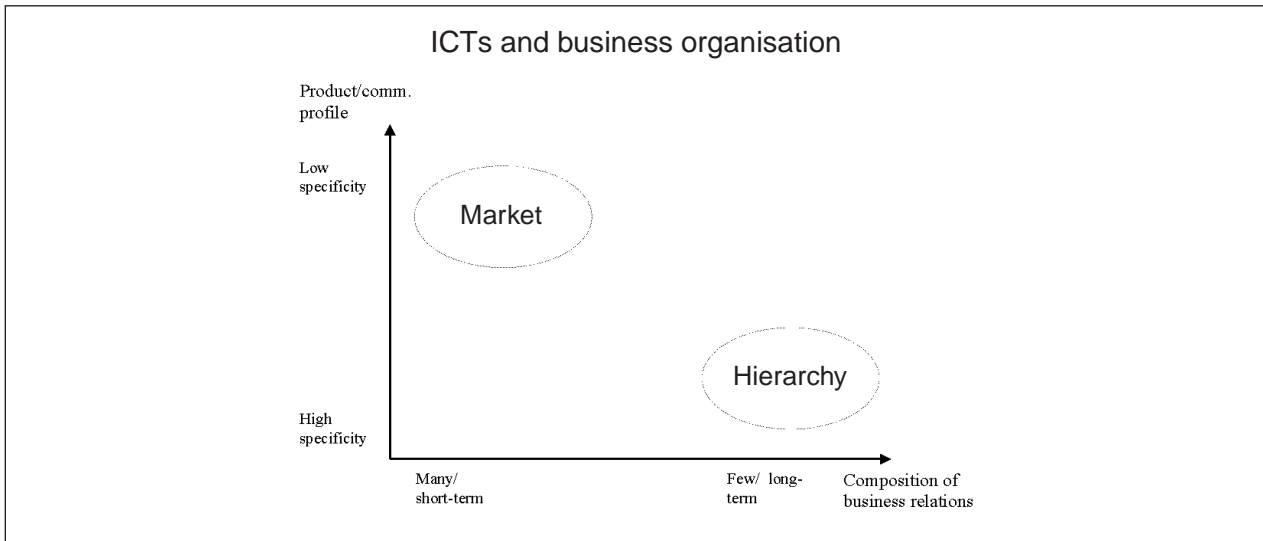 ICTs and business organisation
Product/comm.
profile
Low
specificity
Market
Hierarchy
High
specificity
Many/
short-term
Few/ long-
term
Composition of
business relations